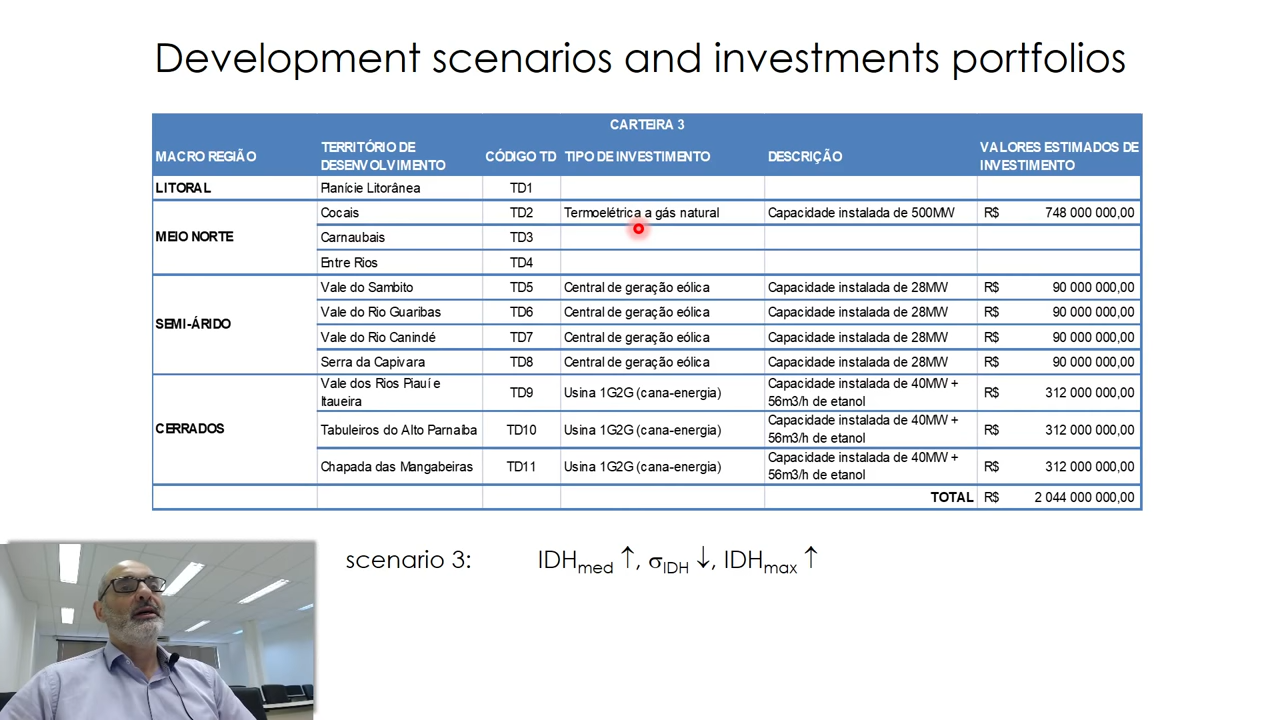 Development scenarios and investments portfolios
CARTEIRA 3
MACRO REGIÃO TERRITÓRIO DE DESENVOLVIMENTO CÓDIGO TD TIPO DE INVESTIMENTO DESCRIÇÃO VALORES ESTIMADOS DE INVESTIMENTO
LITORAL Planície Litorânea TD1
MEIO NORTE Cocais TD2 Termoelétrica a gás natural Capacidade instalada de 500MW R$ 748 000 000,00
Carnaubais TD3
Entre Rios TD4
SEMI-ÁRIDO Vale do Sambito TD5 Central de geração eólica Capacidade instalada de 28MW R$ 90 000 000,00
Vale do Rio Guaribas TD6 Central de geração eólica Capacidade instalada de 28MW R$ 90 000 000,00
Vale do Rio Canindé TD7 Central de geração eólica Capacidade instalada de 28MW R$ 90 000 000,00
Serra da Capivara TD8 Central de geração eólica Capacidade instalada de 28MW R$ 90 000 000,00
CERRADOS Vale dos Rios Piauí e Itaueira TD9 Usina 1G2G (cana-energia) Capacidade instalada de 40MW + 56m3/h de etanol R$ 312 000 000,00
Tabuleiros do Alto Parnaíba TD10 Usina 1G2G (cana-energia) Capacidade instalada de 40MW + 56m3/h de etanol R$ 312 000 000,00
Chapada das Mangabeiras TD11 Usina 1G2G (cana-energia) Capacidade instalada de 40MW + 56m3/h de etanol R$ 312 000 000,00
TOTAL R$ 2 044 000 000,00
scenario 3: IDHmed ↑, σIDH ↓, IDHmax ↑